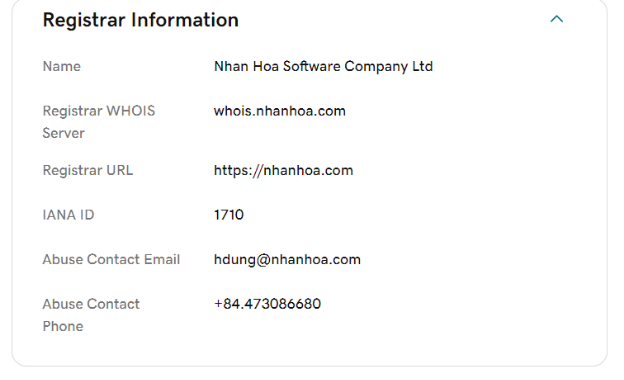 Registrar Information
Name
Nhan Hoa Software Company Ltd
Registrar WHOIS
Server
whois.nhanhoa.com
Registrar URL
https://nhanhoa.com
IANA ID
1710
Abuse Contact Email
hdung@nhanhoa.com
Abuse Contact
Phone
+84.473086680